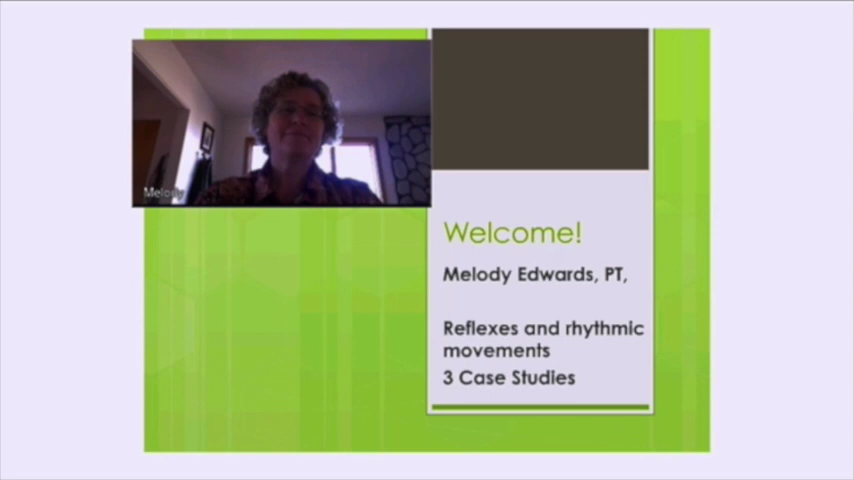 Melody
Welcome!
Melody Edwards, PT,
Reflexes and rhythmic
movements
3 Case Studies